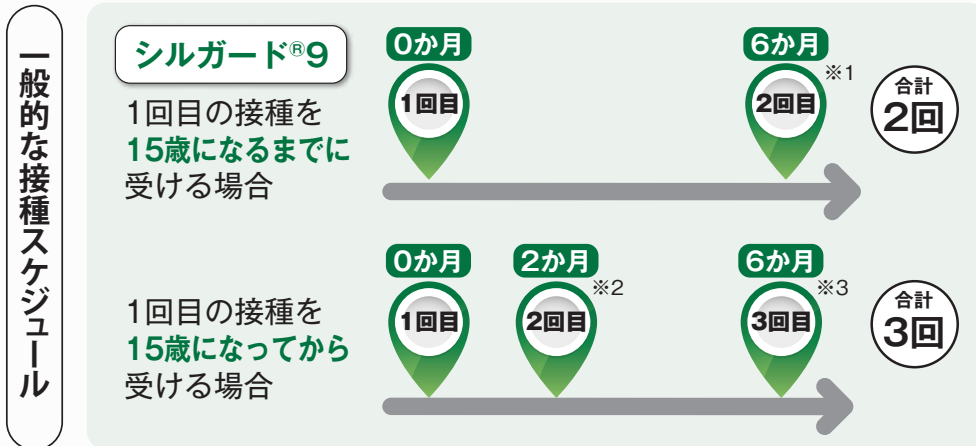 一般的な接種スケジュール
シルガード®9
1回目の接種を
15歳になるまでに
受ける場合
0か月
1回目
6か月
※1
2回目
合計
2回
1回目の接種を
15歳になってから
受ける場合
0か月
1回目
2か月
※2
2回目
6か月
※3
3回目
合計
3回